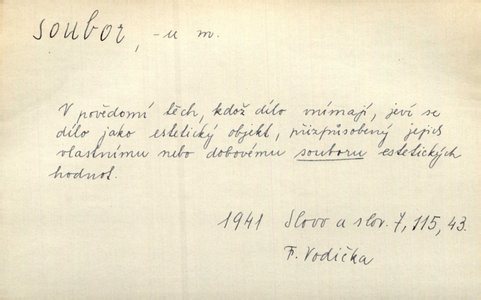 soubor, -u m.
V povědomí těch, kdož dílo vnímají, jeví se
dílo jako estetický objekt, přizpůsobený jejich
vlastnímu nebo dobovému souboru estetických
hodnot.
1941 Slovo a slov. 7, 115, 43.
F. Vodička